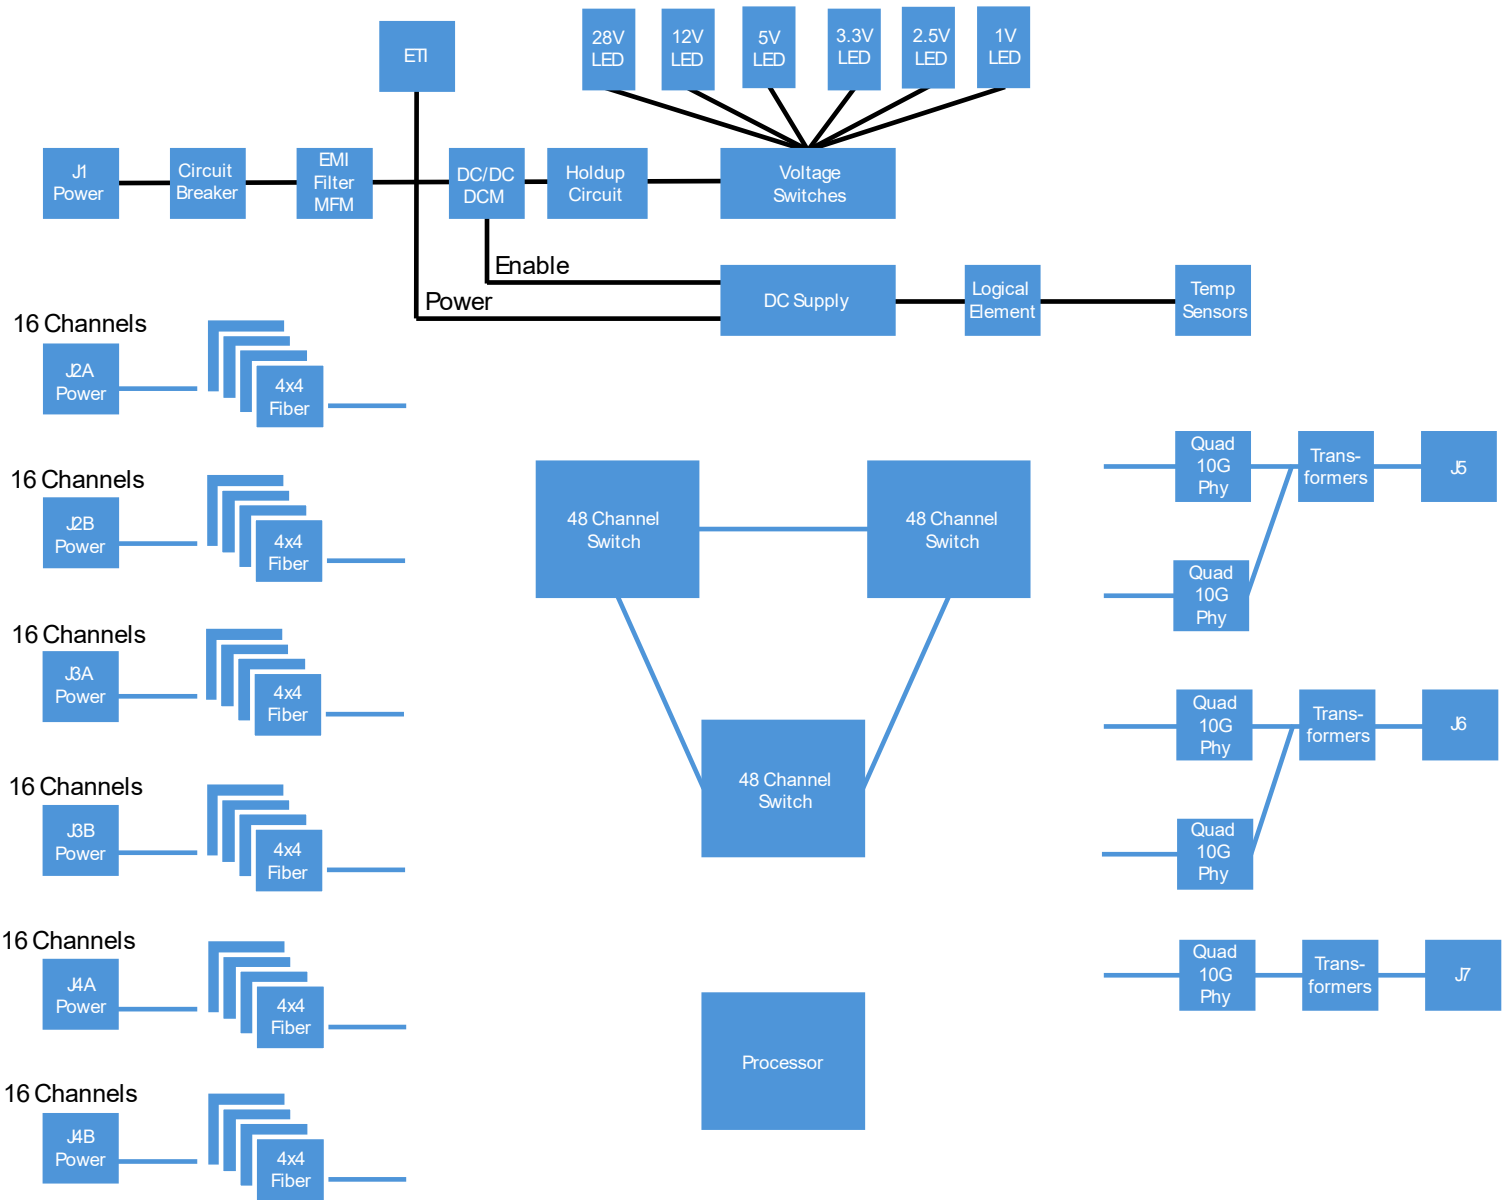 ETI
28V
LED
12V
LED
5V
LED
3.3V
LED
2.5V
LED
1V
LED
J1
Power
Circuit
Breaker
EMI
Filter
MFM
DC/DC
DCM
Holdup
Circuit
Voltage
Switches
Enable
Power
DC Supply
Logical
Element
Temp
Sensors
16 Channels
J2A
Power
4x4
Fiber
16 Channels
J2B
Power
4x4
Fiber
16 Channels
J3A
Power
4x4
Fiber
16 Channels
J3B
Power
4x4
Fiber
16 Channels
J4A
Power
4x4
Fiber
16 Channels
J4B
Power
4x4
Fiber
48 Channel
Switch
48 Channel
Switch
48 Channel
Switch
Processor
Quad
10G
Phy
Trans-
formers
J5
Quad
10G
Phy
Quad
10G
Phy
Trans-
formers
J6
Quad
10G
Phy
Quad
10G
Phy
Trans-
formers
J7